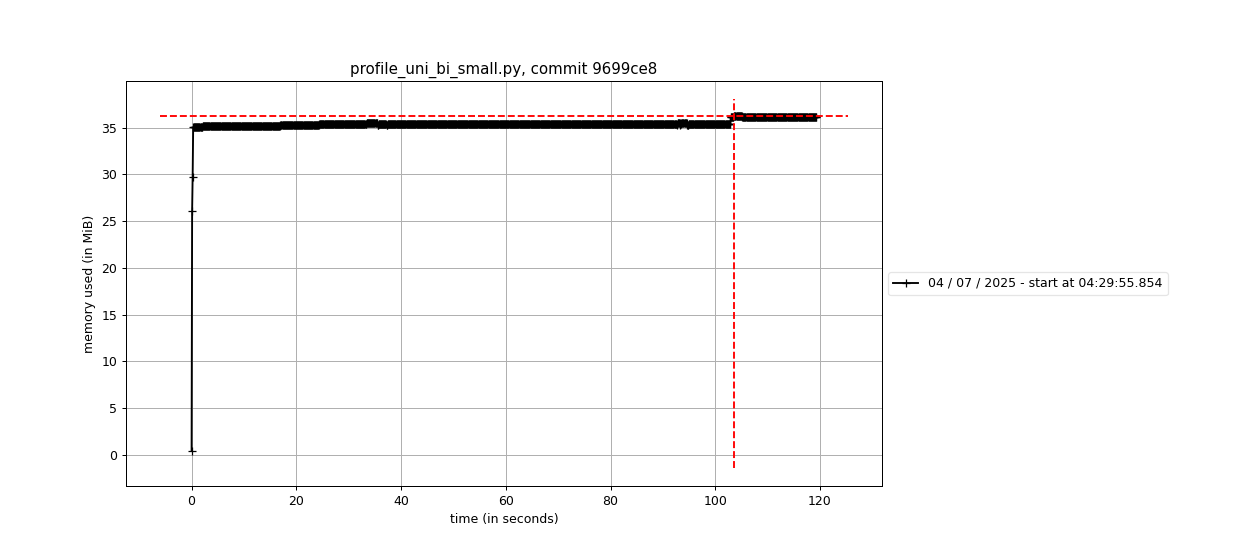 profile_uni_bi_small.py, commit 9699ce8
memory used (in MiB)
35
30
25
20
15
10
5
0
0 20 40 60 80 100 120
time (in seconds)
04 / 07 / 2025 - start at 04:29:55.854